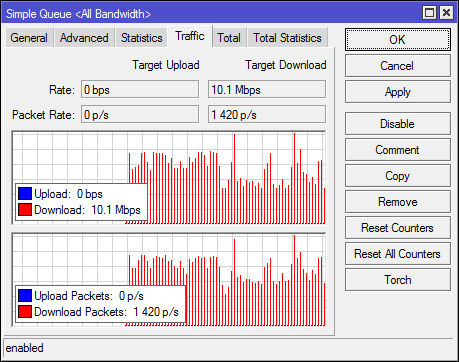 Simple Queue <All Bandwidth>
General Advanced Statistics Traffic Total Total Statistics
Target Upload Target Download
Rate: 0 bps 10.1 Mbps
Packet Rate: 0 p/s 1 420 p/s
Upload: 0 bps
Download: 10.1 Mbps
Upload Packets: 0 p/s
Download Packets: 1 420 p/s
OK
Cancel
Apply
Disable
Comment
Copy
Remove
Reset Counters
Reset All Counters
Torch
enabled